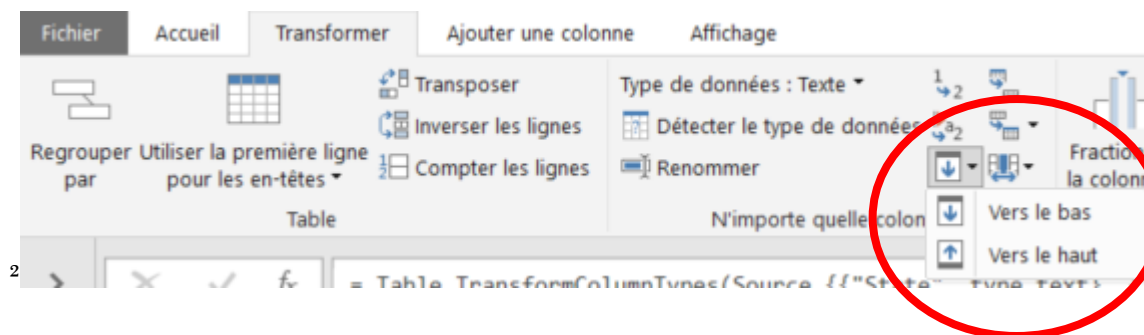 Fichier Accueil Transformer Ajouter une colonne Affichage
Transposer Type de données : Texte
Inverser les lignes Détecter le type de données
Regrouper Utiliser la première ligne
par pour les en-têtes
Compter les lignes Renommer
Fraction
la colonn
Table N'importe quelle colon
Vers le bas
Vers le haut
2
fx = Table.TransformColumnTypes(Source,{{"State", type text}